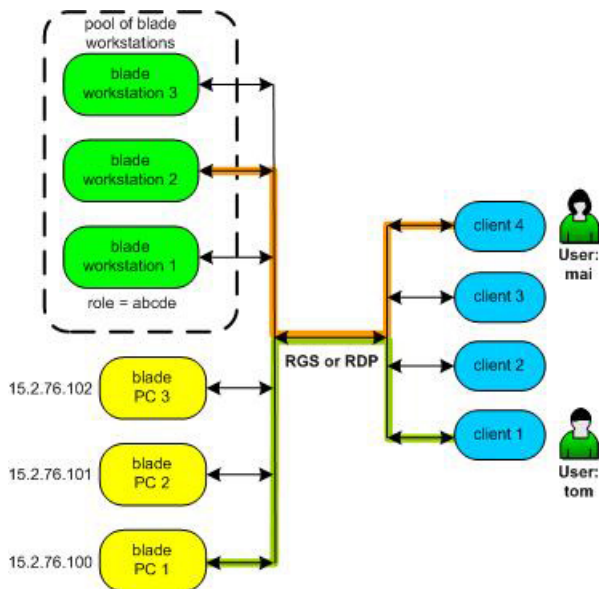 pool of blade
workstations
blade
workstation 3
blade
workstation 2
blade
workstation 1
role = abcde
client 4
User:
mai
client 3
RGS or RDP
client 2
15.2.76.102
blade
PC 3
client 1
User:
tom
15.2.76.101
blade
PC 2
15.2.76.100
blade
PC 1